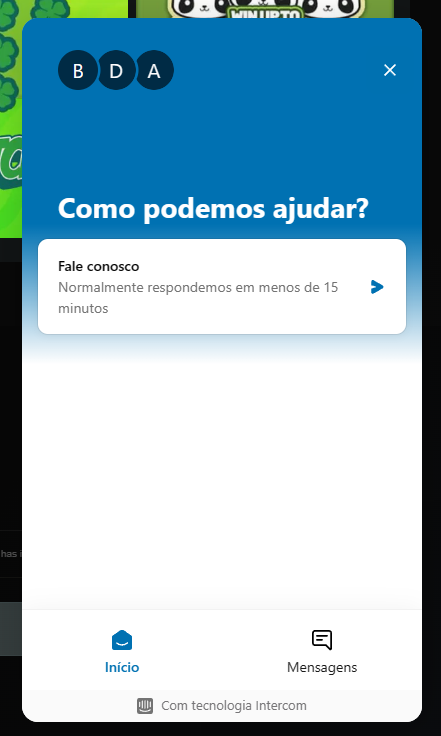 WIN UP TO
B D A
Como podemos ajudar?
Fale conosco
Normalmente respondemos em menos de 15
minutos
has i
Início
Mensagens
Com tecnologia Intercom